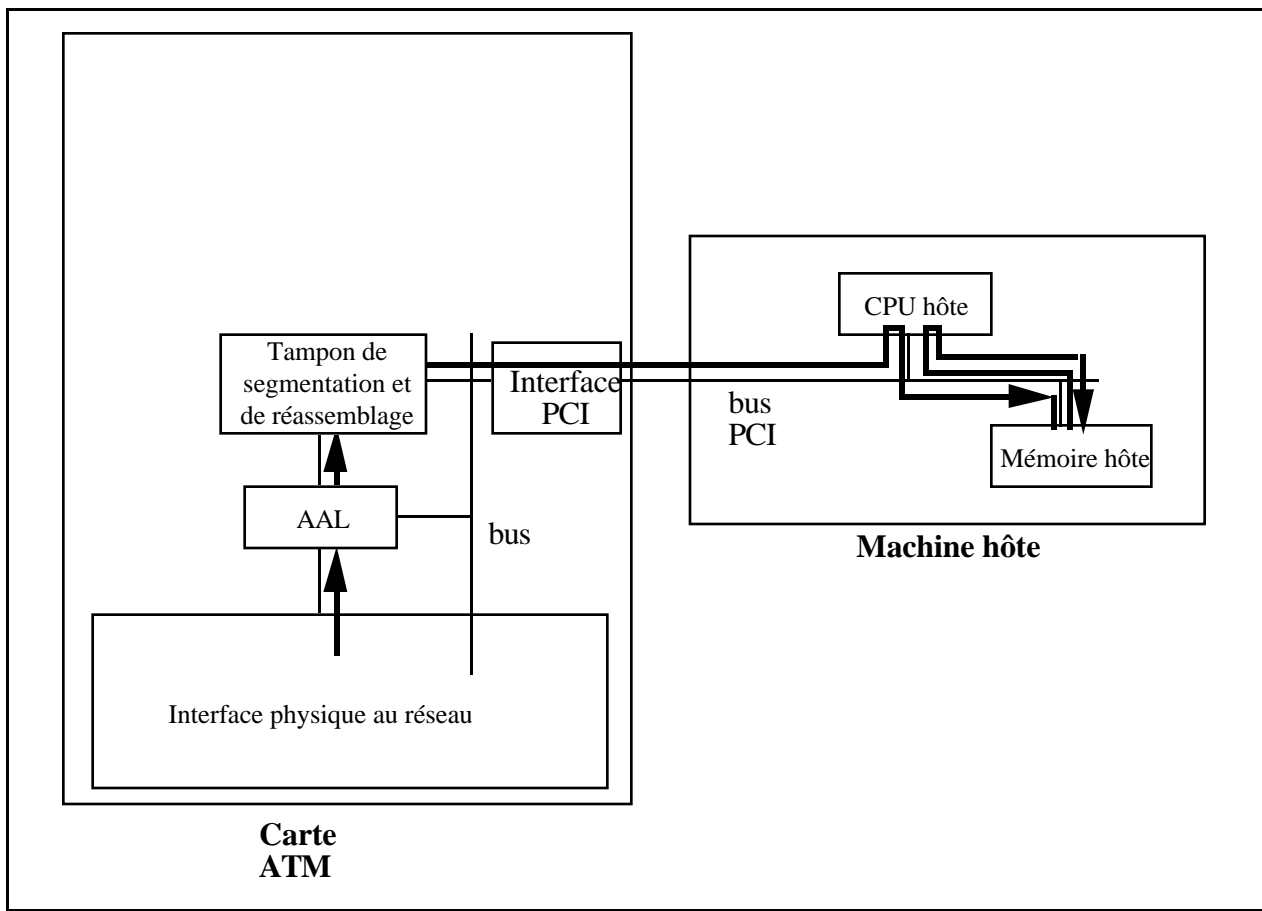 CPU hôte
Tampon de
segmentation et
de réassemblage
Interface
PCI
bus
PCI
Mémoire hôte
AAL
bus
Machine hôte
Interface physique au réseau
Carte
ATM